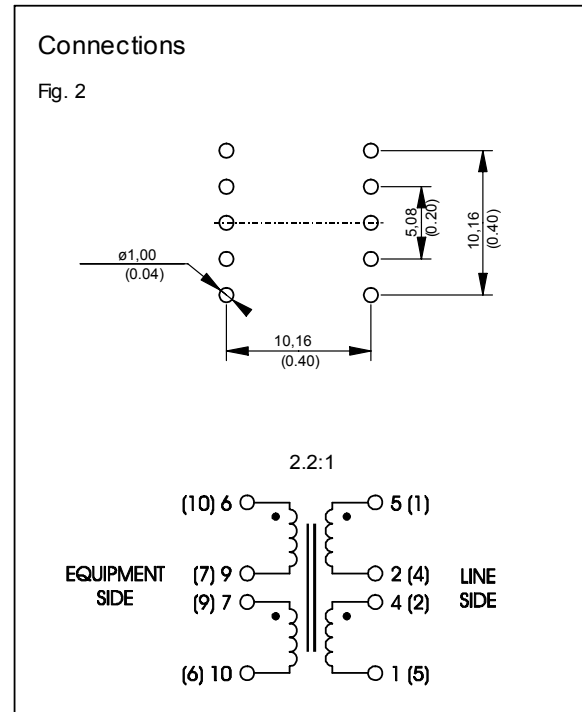 Connections
Fig. 2
5,08
(0.20)
10,16
(0.40)
ø1,00
(0.04)
10,16
(0.40)
2.2:1
(10) 6
5 (1)
EQUIPMENT
SIDE
(7) 9
2 (4)
LINE
SIDE
(9) 7
4 (2)
(6) 10
1 (5)